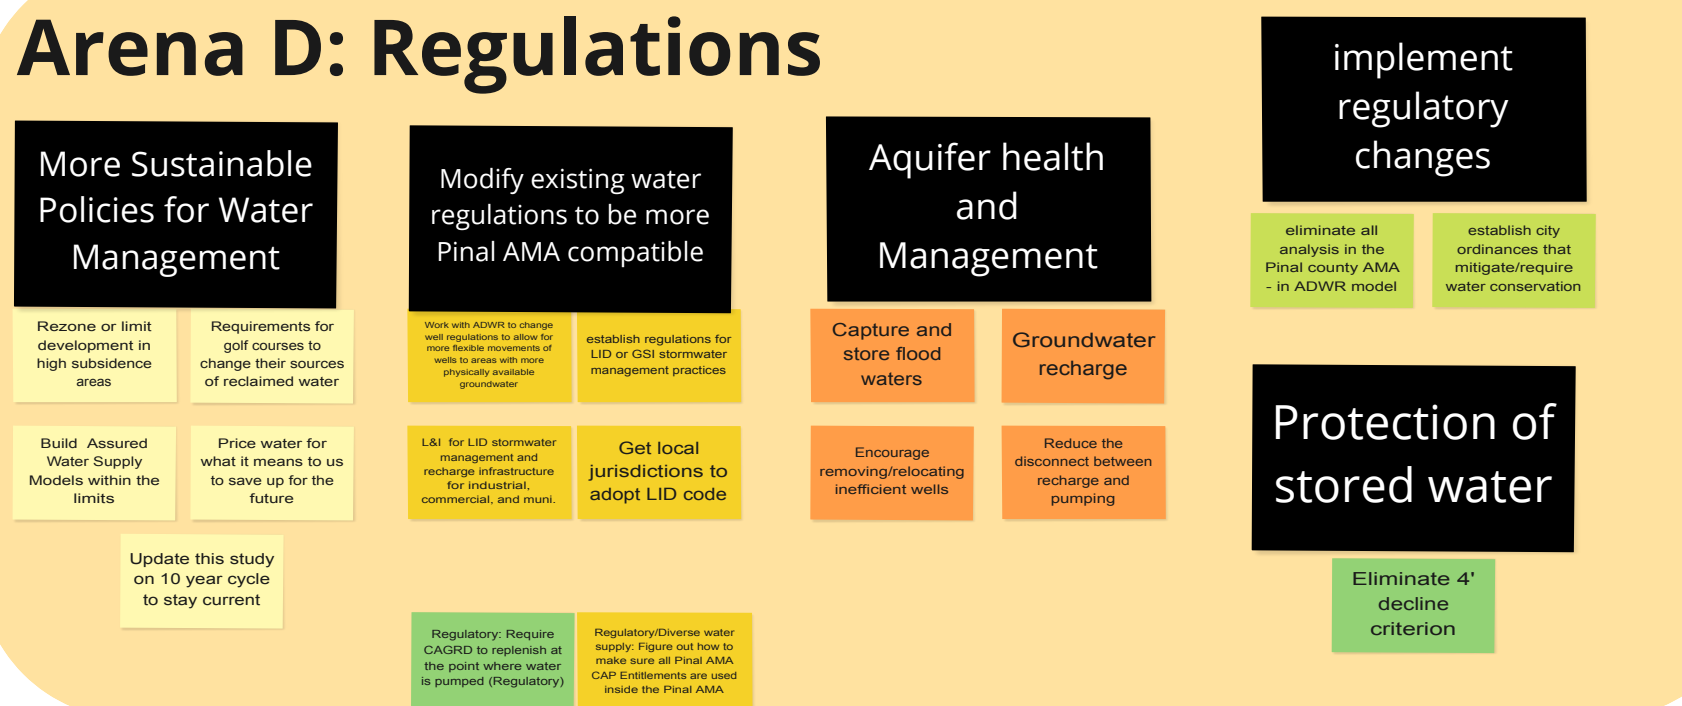 Arena D: Regulations
More Sustainable
Policies for Water
Management
Rezone or limit
development in
high subsidence
areas
Requirements for
golf courses to
change their sources
of reclaimed water
Build Assured
Water Supply
Models within the
limits
Price water for
what it means to us
to save up for the
future
Update this study
on 10 year cycle
to stay current
Modify existing water
regulations to be more
Pinal AMA compatible
Work with ADWR to change
well regulations to allow for
more flexible movements of
wells to areas with more
physically available
groundwater
establish regulations for
LID or GSI stormwater
management practices
L&I for LID stormwater
management and
recharge infrastructure
for industrial,
commercial, and muni.
Get local
jurisdictions to
adopt LID code
Regulatory: Require
CAGRD to replenish at
the point where water
is pumped (Regulatory)
Regulatory/Diverse water
supply: Figure out how to
make sure all Pinal AMA
CAP Entitlements are used
inside the Pinal AMA
Aquifer health
and
Management
Capture and
store flood
waters
Groundwater
recharge
Encourage
removing/relocating
inefficient wells
Reduce the
disconnect between
recharge and
pumping
implement
regulatory
changes
eliminate all
analysis in the
Pinal county AMA
- in ADWR model
establish city
ordinances that
mitigate/require
water conservation
Protection of
stored water
Eliminate 4'
decline
criterion